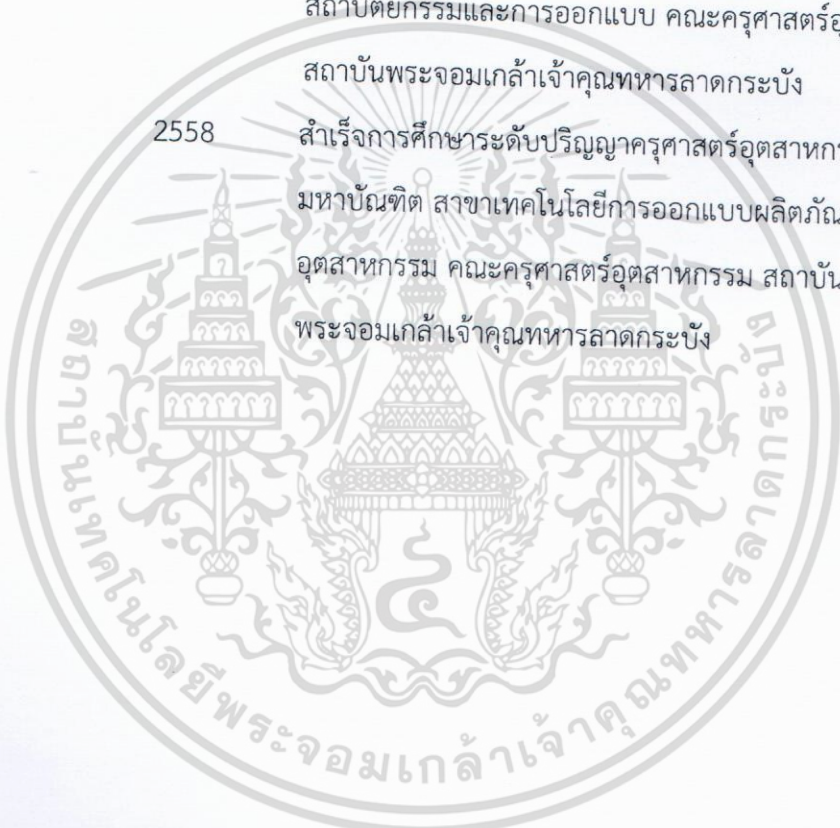 สถาปัตยกรรมและการออกแบบ คณะครุศาสตร์อุ
สถาบันพระจอมเกล้าเจ้าคุณทหารลาดกระบัง
2558 สำเร็จการศึกษาระดับปริญญาครุศาสตร์อุตสาหกร
มหาบัณฑิต สาขาเทคโนโลยีการออกแบบผลิตภัณ
อุตสาหกรรม คณะครุศาสตร์อุตสาหกรรม สถาบัน
พระจอมเกล้าเจ้าคุณทหารลาดกระบัง
สถาบันเทคโนโลยีพระจอมเกล้าเจ้าคุณทหารลาดกระบัง
๔